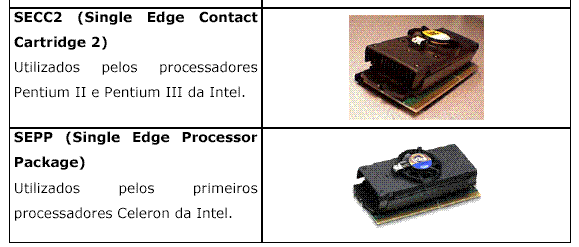 SECC2 (Single Edge Contact
Cartridge 2)
Utilizados pelos processadores
Pentium II e Pentium III da Intel.
SEPP (Single Edge Processor
Package)
Utilizados pelos primeiros
processadores Celeron da Intel.